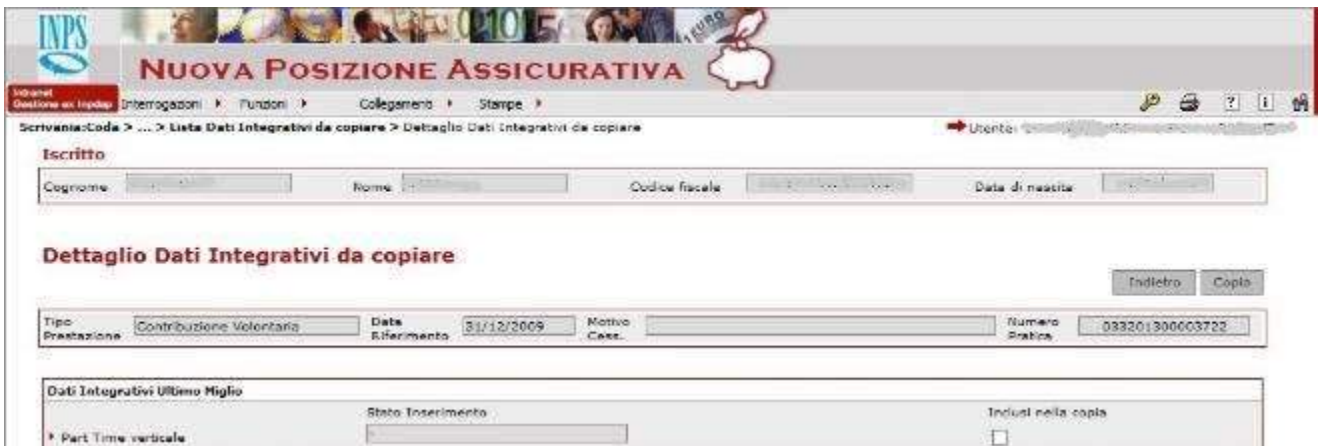 INPS
NUOVA POSIZIONE ASSICURATIVA
Intranet
Gestione ex Inpdap
Interrogazioni Funzioni Collegamenti Stampe
Scrivania:Coda > ... > Lista Dati Integrativi da copiare > Dettaglio Dati Integrativi da copiare Utente:
Iscritto
Cognome Nome Codice fiscale Data di nascita
Dettaglio Dati Integrativi da copiare
Indietro Copia
Tipo Prestazione Contribuzione Volontaria Data Riferimento 31/12/2009 Motivo Cess. Numero Pratica 033201300003722
Dati Integrativi Ultimo Miglio
Stato Inserimento Inclusi nella copia
Part Time verticale